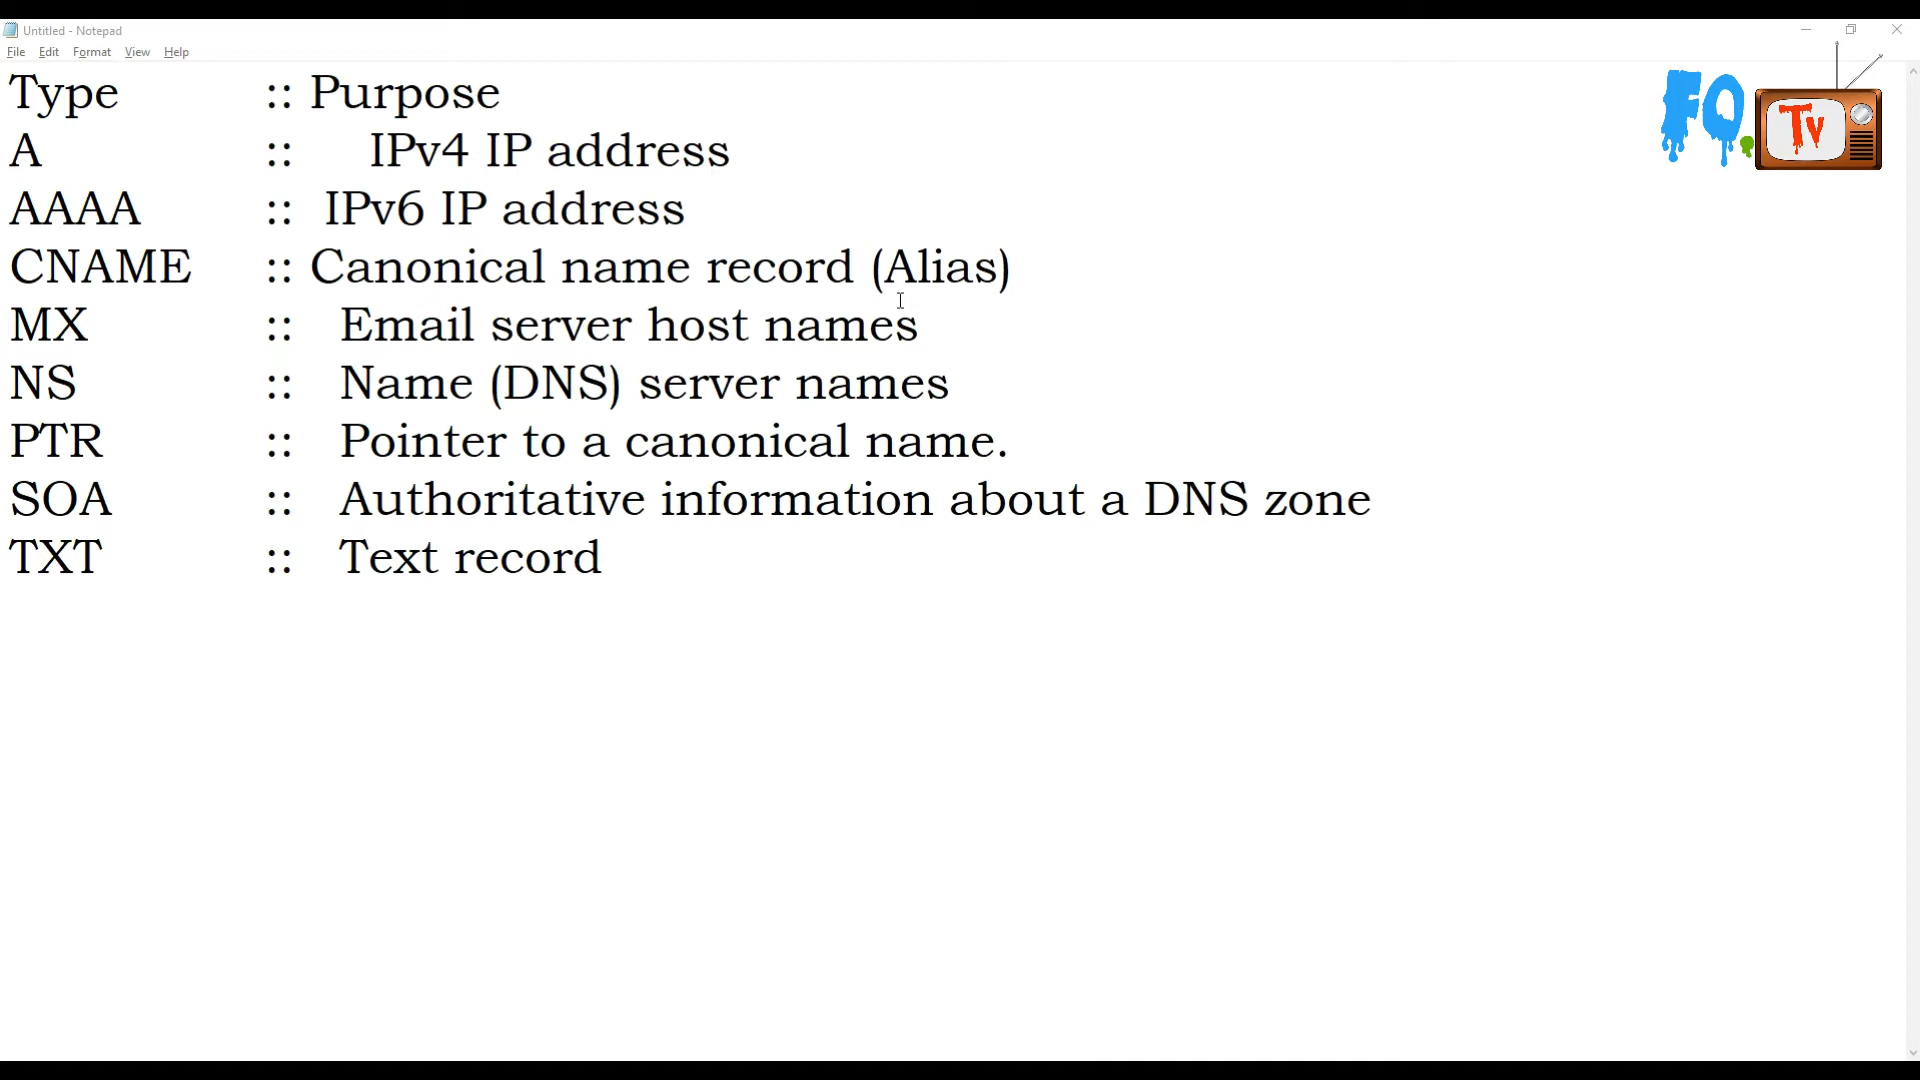 Untitled - Notepad
File Edit Format View Help
Type :: Purpose
A :: IPv4 IP address
AAAA :: IPv6 IP address
CNAME :: Canonical name record (Alias)
MX :: Email server host names
NS :: Name (DNS) server names
PTR :: Pointer to a canonical name.
SOA :: Authoritative information about a DNS zone
TXT :: Text record
FQ. Tv